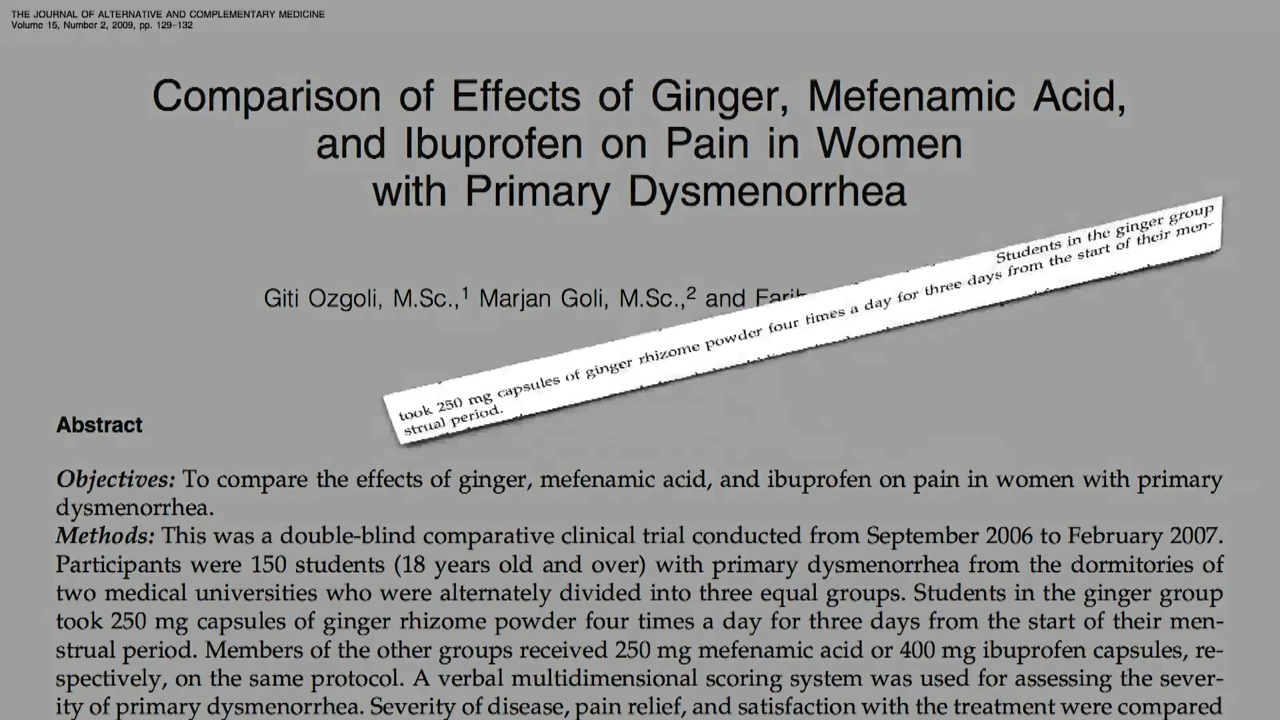 THE JOURNAL OF ALTERNATIVE AND COMPLEMENTARY MEDICINE
Volume 15, Number 2, 2009, pp. 129–132
Comparison of Effects of Ginger, Mefenamic Acid,
and Ibuprofen on Pain in Women
with Primary Dysmenorrhea
Students in the ginger group
took 250 mg capsules of ginger rhizome powder four times a day for three days from the start of their men-
strual period.
Giti Ozgoli, M.Sc.,1 Marjan Goli, M.Sc.,2 and
Abstract
Objectives: To compare the effects of ginger, mefenamic acid, and ibuprofen on pain in women with primary
dysmenorrhea.
Methods: This was a double-blind comparative clinical trial conducted from September 2006 to February 2007.
Participants were 150 students (18 years old and over) with primary dysmenorrhea from the dormitories of
two medical universities who were alternately divided into three equal groups. Students in the ginger group
took 250 mg capsules of ginger rhizome powder four times a day for three days from the start of their men-
strual period. Members of the other groups received 250 mg mefenamic acid or 400 mg ibuprofen capsules, re-
spectively, on the same protocol. A verbal multidimensional scoring system was used for assessing the sever-
ity of primary dysmenorrhea. Severity of disease, pain relief, and satisfaction with the treatment were compared